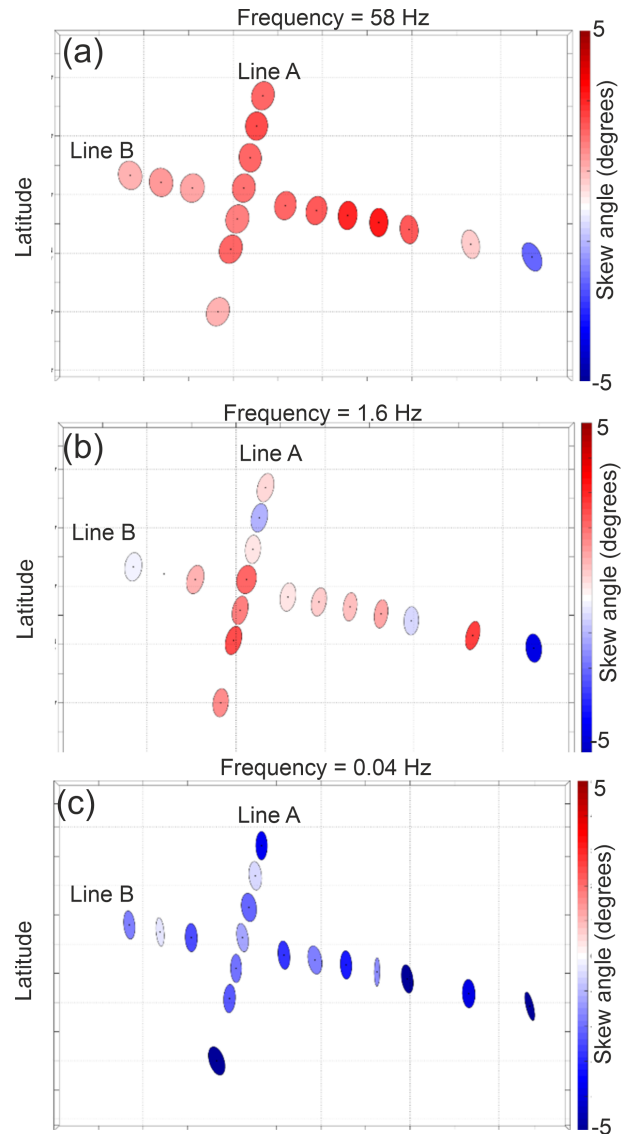 Frequency = 58 Hz
(a)
Line A
Line B
Latitude
5
Skew angle (degrees)
-5
Frequency = 1.6 Hz
(b)
Line A
Line B
Latitude
5
Skew angle (degrees)
-5
Frequency = 0.04 Hz
(c)
Line A
Line B
Latitude
5
Skew angle (degrees)
-5